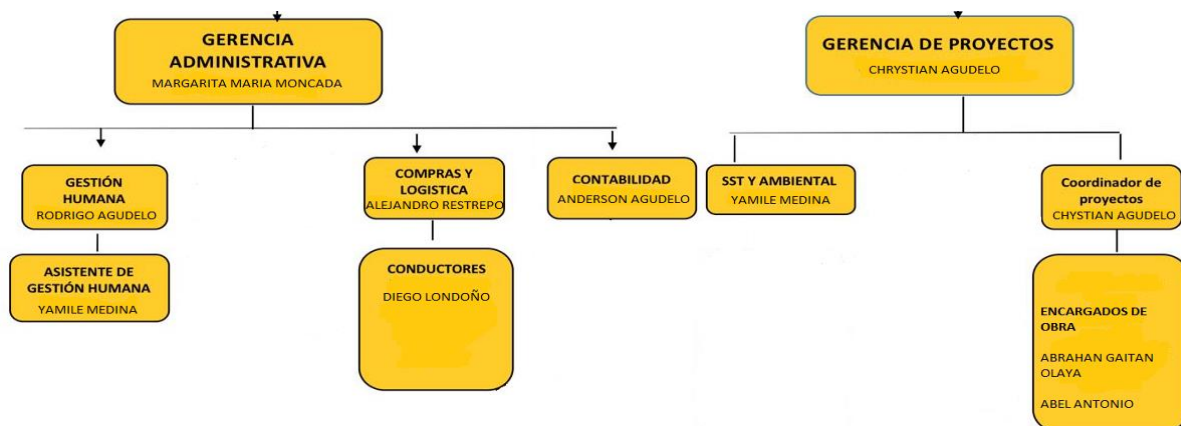 GERENCIA
ADMINISTRATIVA
MARGARITA MARIA MONCADA
GERENCIA DE PROYECTOS
CHRYSTIAN AGUDELO
GESTIÓN
HUMANA
RODRIGO AGUDELO
COMPRAS Y
LOGISTICA
ALEJANDRO RESTREPO
CONTABILIDAD
ANDERSON AGUDELO
SST Y AMBIENTAL
YAMILE MEDINA
Coordinador de
proyectos
CHYSTIAN AGUDELO
ASISTENTE DE
GESTIÓN HUMANA
YAMILE MEDINA
CONDUCTORES
DIEGO LONDOÑO
ENCARGADOS DE
OBRA
ABRAHAN GAITAN
OLAYA
ABEL ANTONIO